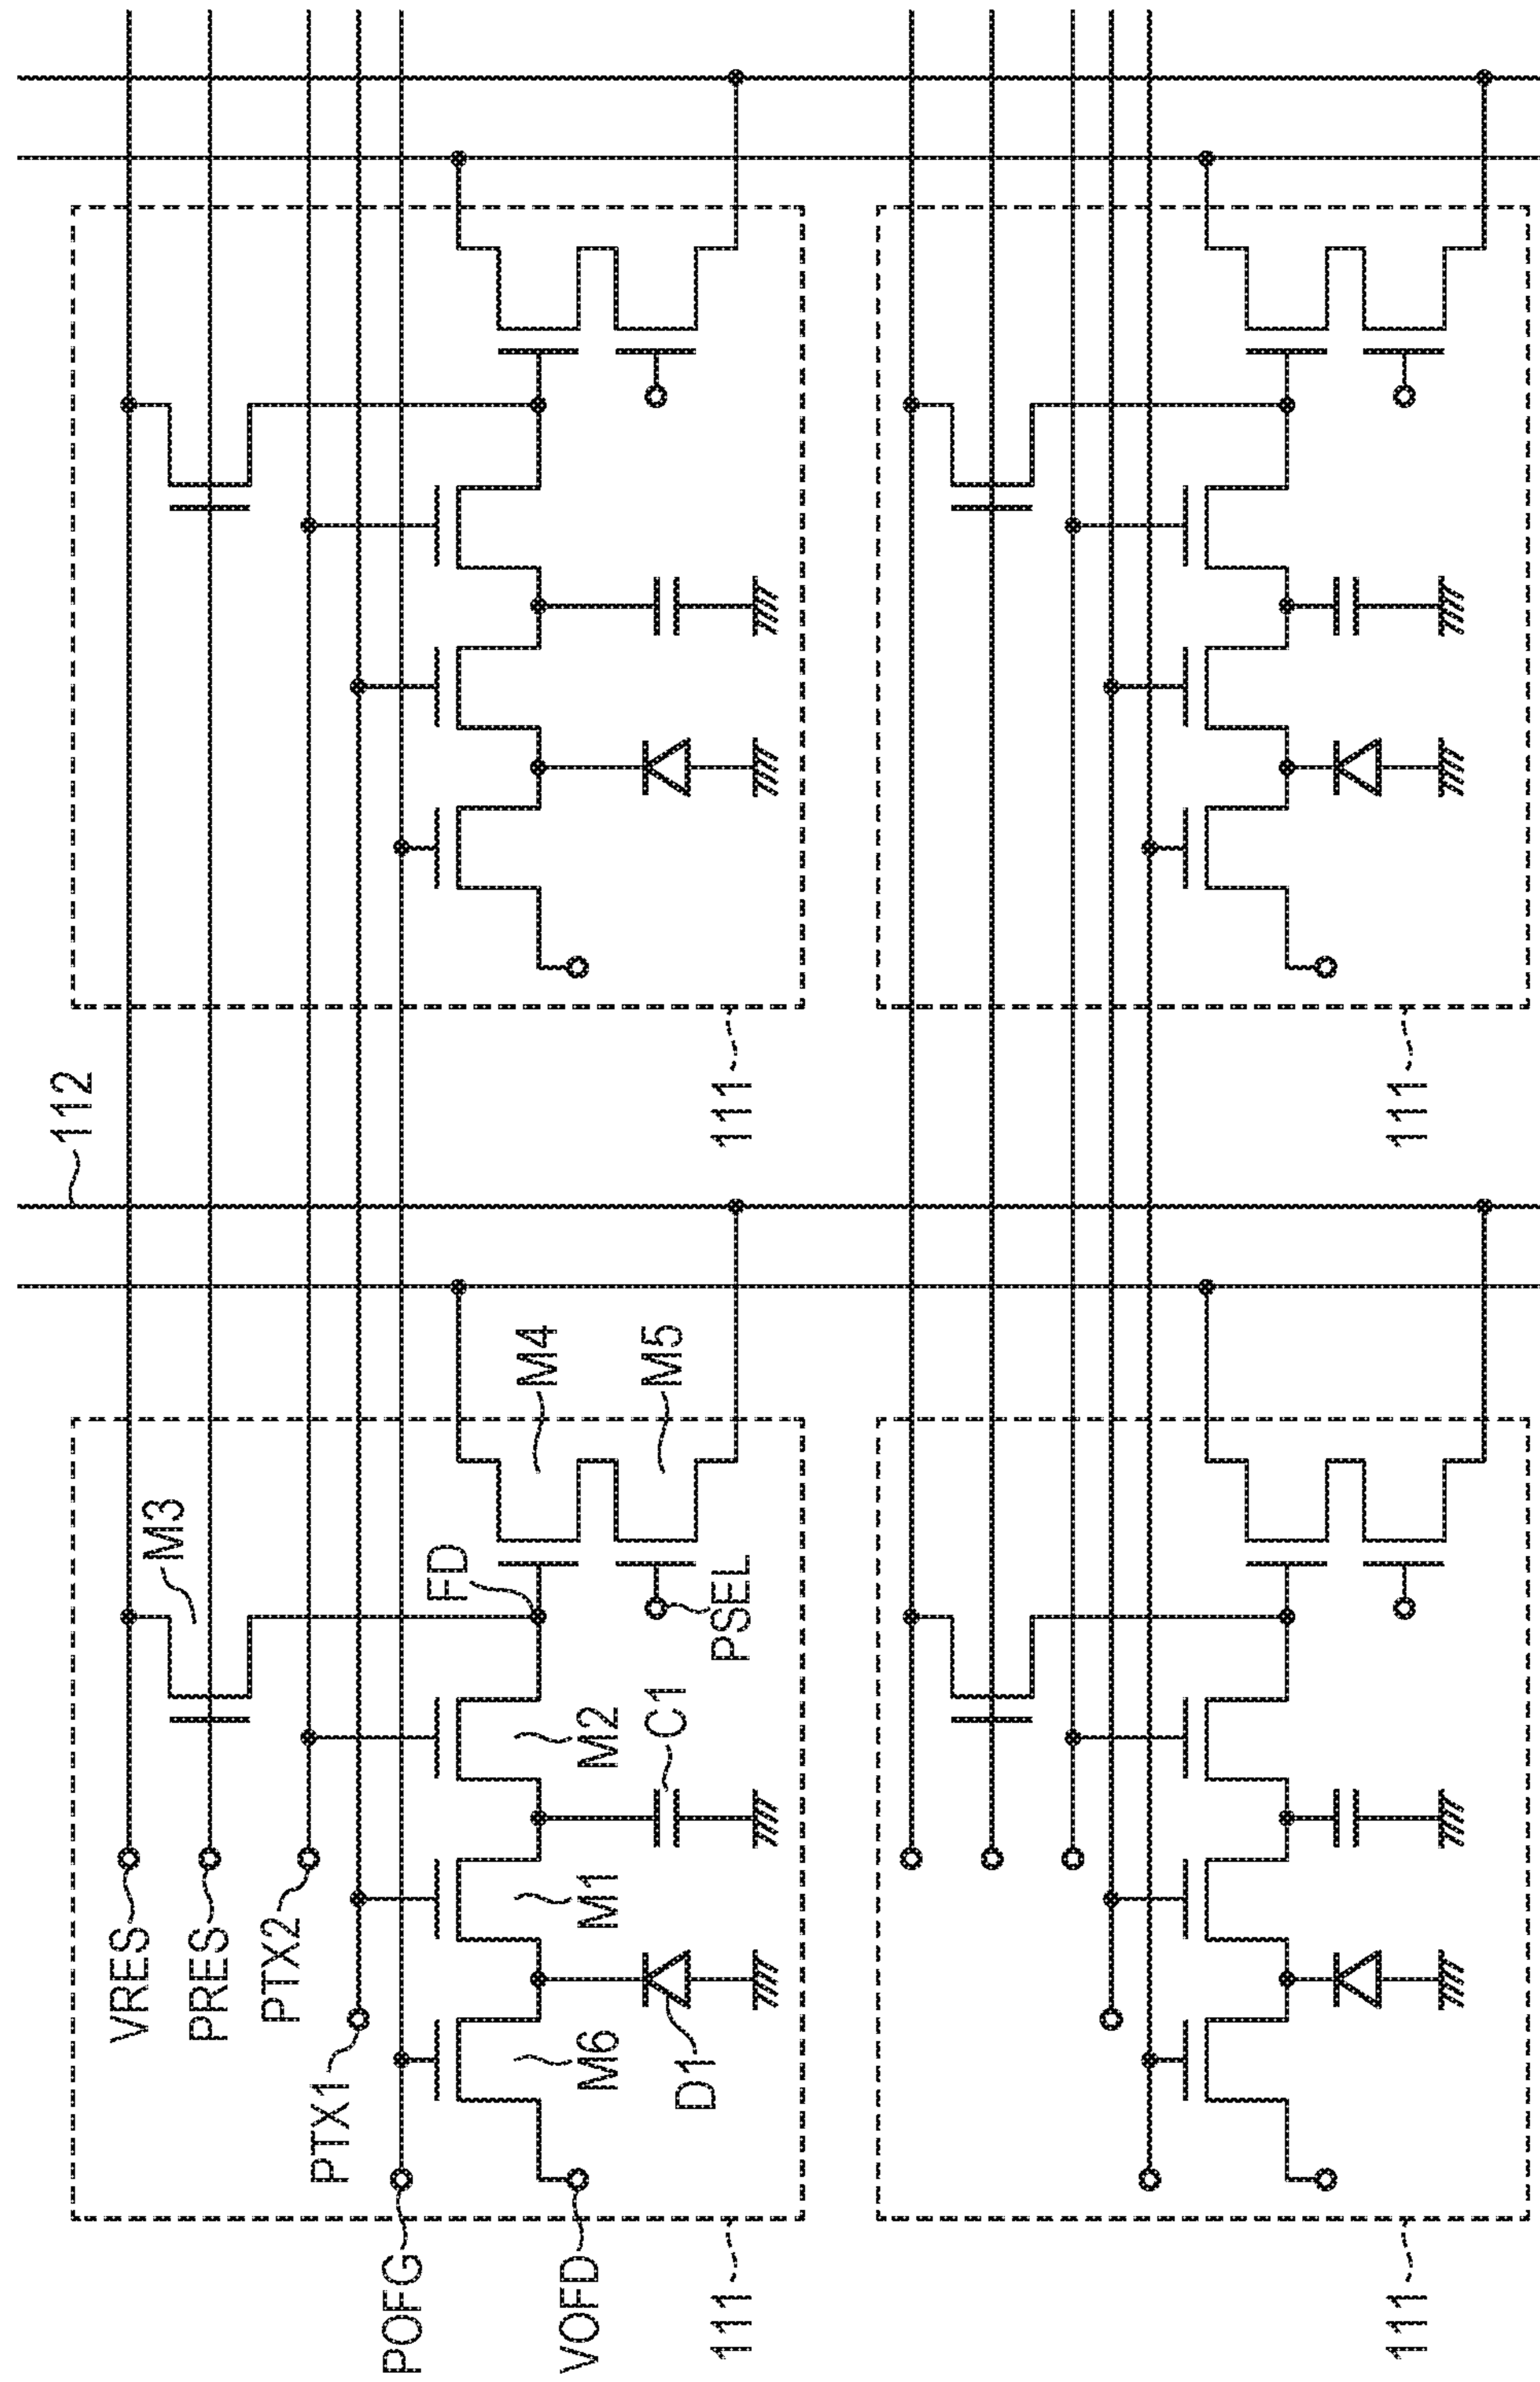 112
VRES
M3
PRES
PTX2
PTX1
POFG
FD
M4
M5
PSEL
M2
C1
M1
M6
D1
VOFD
111
111
111
111